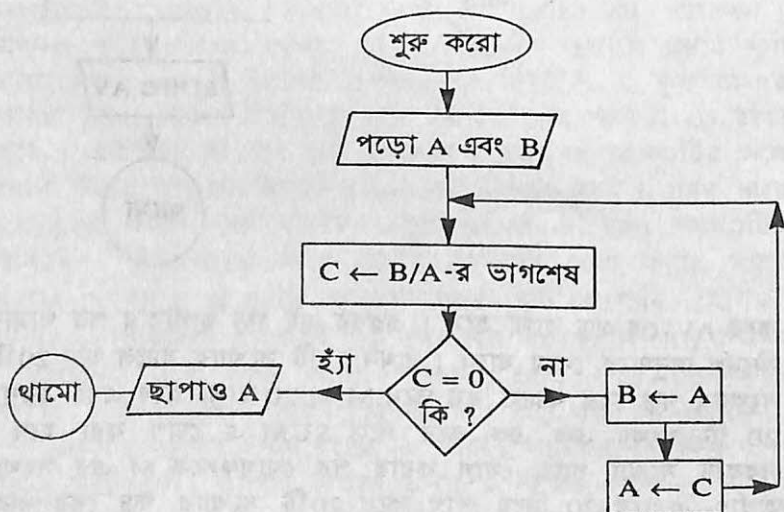 শুরু করো
পড়ো A এবং B
C ← B/A-র ভাগশেষ
C = 0
কি ?
হ্যাঁ
না
ছাপাও A
থামো
B ← A
A ← C